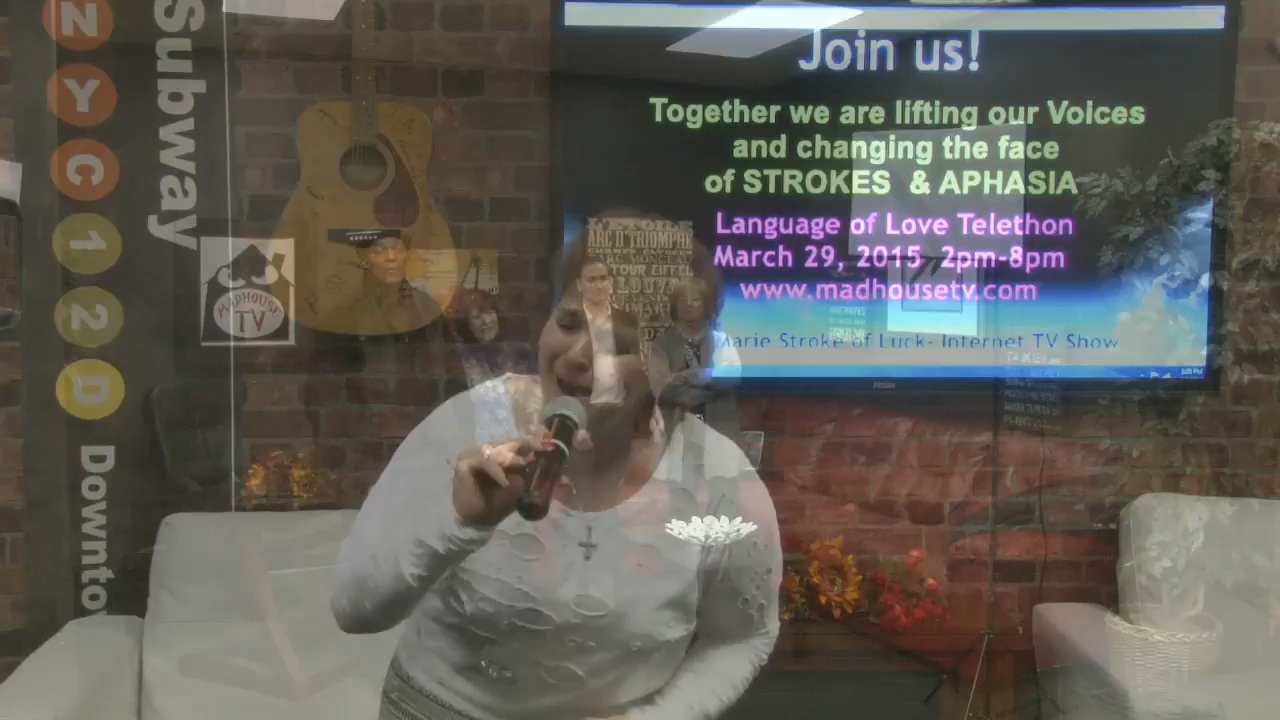 NYC12D
Subway
Downto
MADHOUSE
TV
ARC D'TRIOMPHE
TOUR EIFFEL
Join us!
Together we are lifting our Voices
and changing the face
of STROKES & APHASIA
Language of Love Telethon
March 29, 2015 2pm-8pm
www.madhousetv.com
Marie Stroke of Luck- Internet TV Show